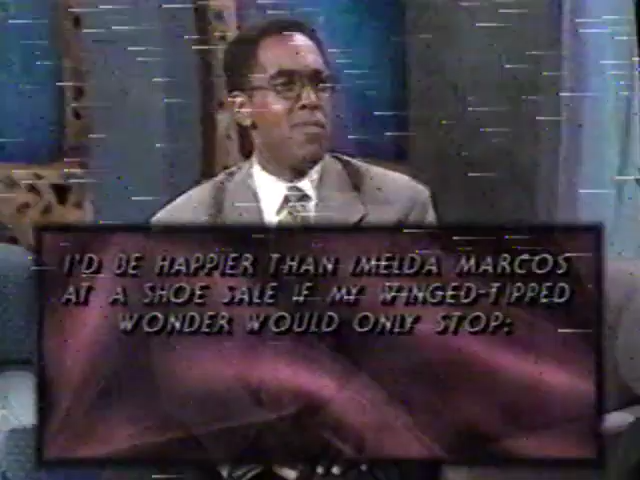 I'D BE HAPPIER THAN IMELDA MARCOS
AT A SHOE SALE IF MY WINGED-TIPPED
WONDER WOULD ONLY STOP: